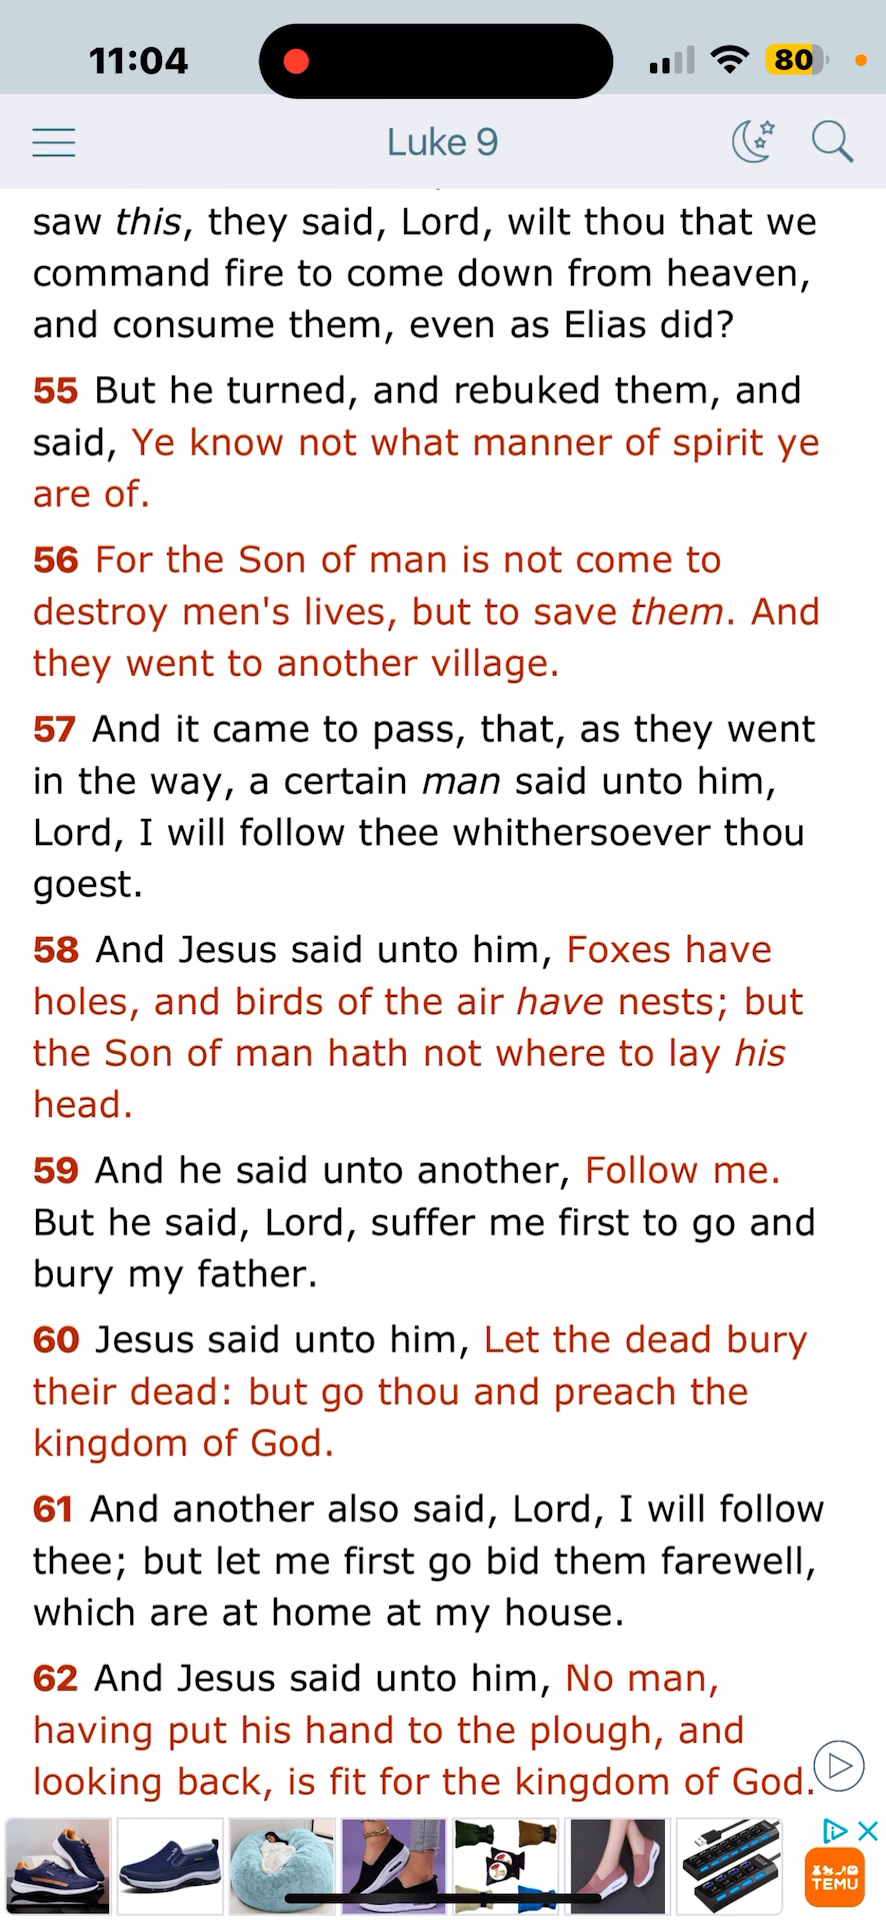 11:04
80
Luke 9
saw this, they said, Lord, wilt thou that we
command fire to come down from heaven,
and consume them, even as Elias did?
55 But he turned, and rebuked them, and
said, Ye know not what manner of spirit ye
are of.
56 For the Son of man is not come to
destroy men's lives, but to save them. And
they went to another village.
57 And it came to pass, that, as they went
in the way, a certain man said unto him,
Lord, I will follow thee whithersoever thou
goest.
58 And Jesus said unto him, Foxes have
holes, and birds of the air have nests; but
the Son of man hath not where to lay his
head.
59 And he said unto another, Follow me.
But he said, Lord, suffer me first to go and
bury my father.
60 Jesus said unto him, Let the dead bury
their dead: but go thou and preach the
kingdom of God.
61 And another also said, Lord, I will follow
thee; but let me first go bid them farewell,
which are at home at my house.
62 And Jesus said unto him, No man,
having put his hand to the plough, and
looking back, is fit for the kingdom of God.
TEMU